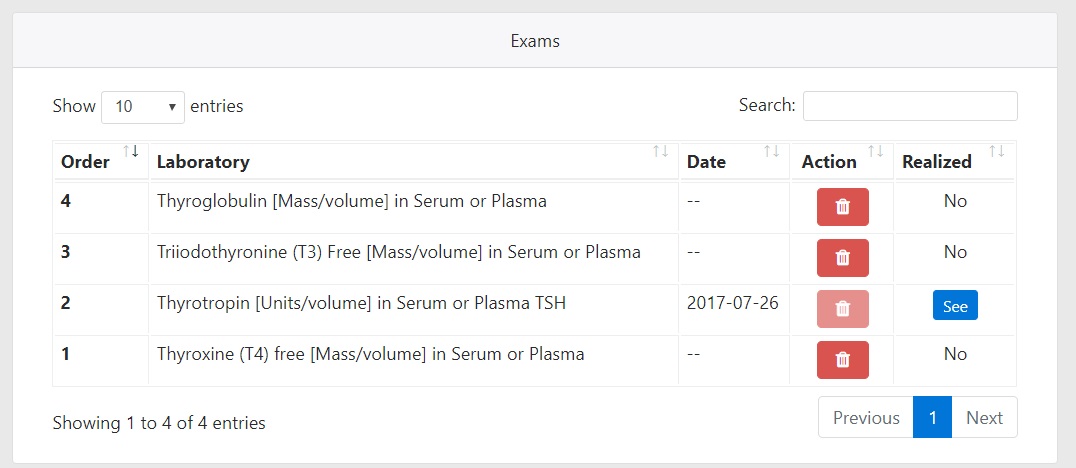 Exams
Show 10 entries Search:
Order Laboratory Date Action Realized
4 Thyroglobulin [Mass/volume] in Serum or Plasma -- No
3 Triiodothyronine (T3) Free [Mass/volume] in Serum or Plasma -- No
2 Thyrotropin [Units/volume] in Serum or Plasma TSH 2017-07-26 See
1 Thyroxine (T4) free [Mass/volume] in Serum or Plasma -- No
Showing 1 to 4 of 4 entries Previous 1 Next